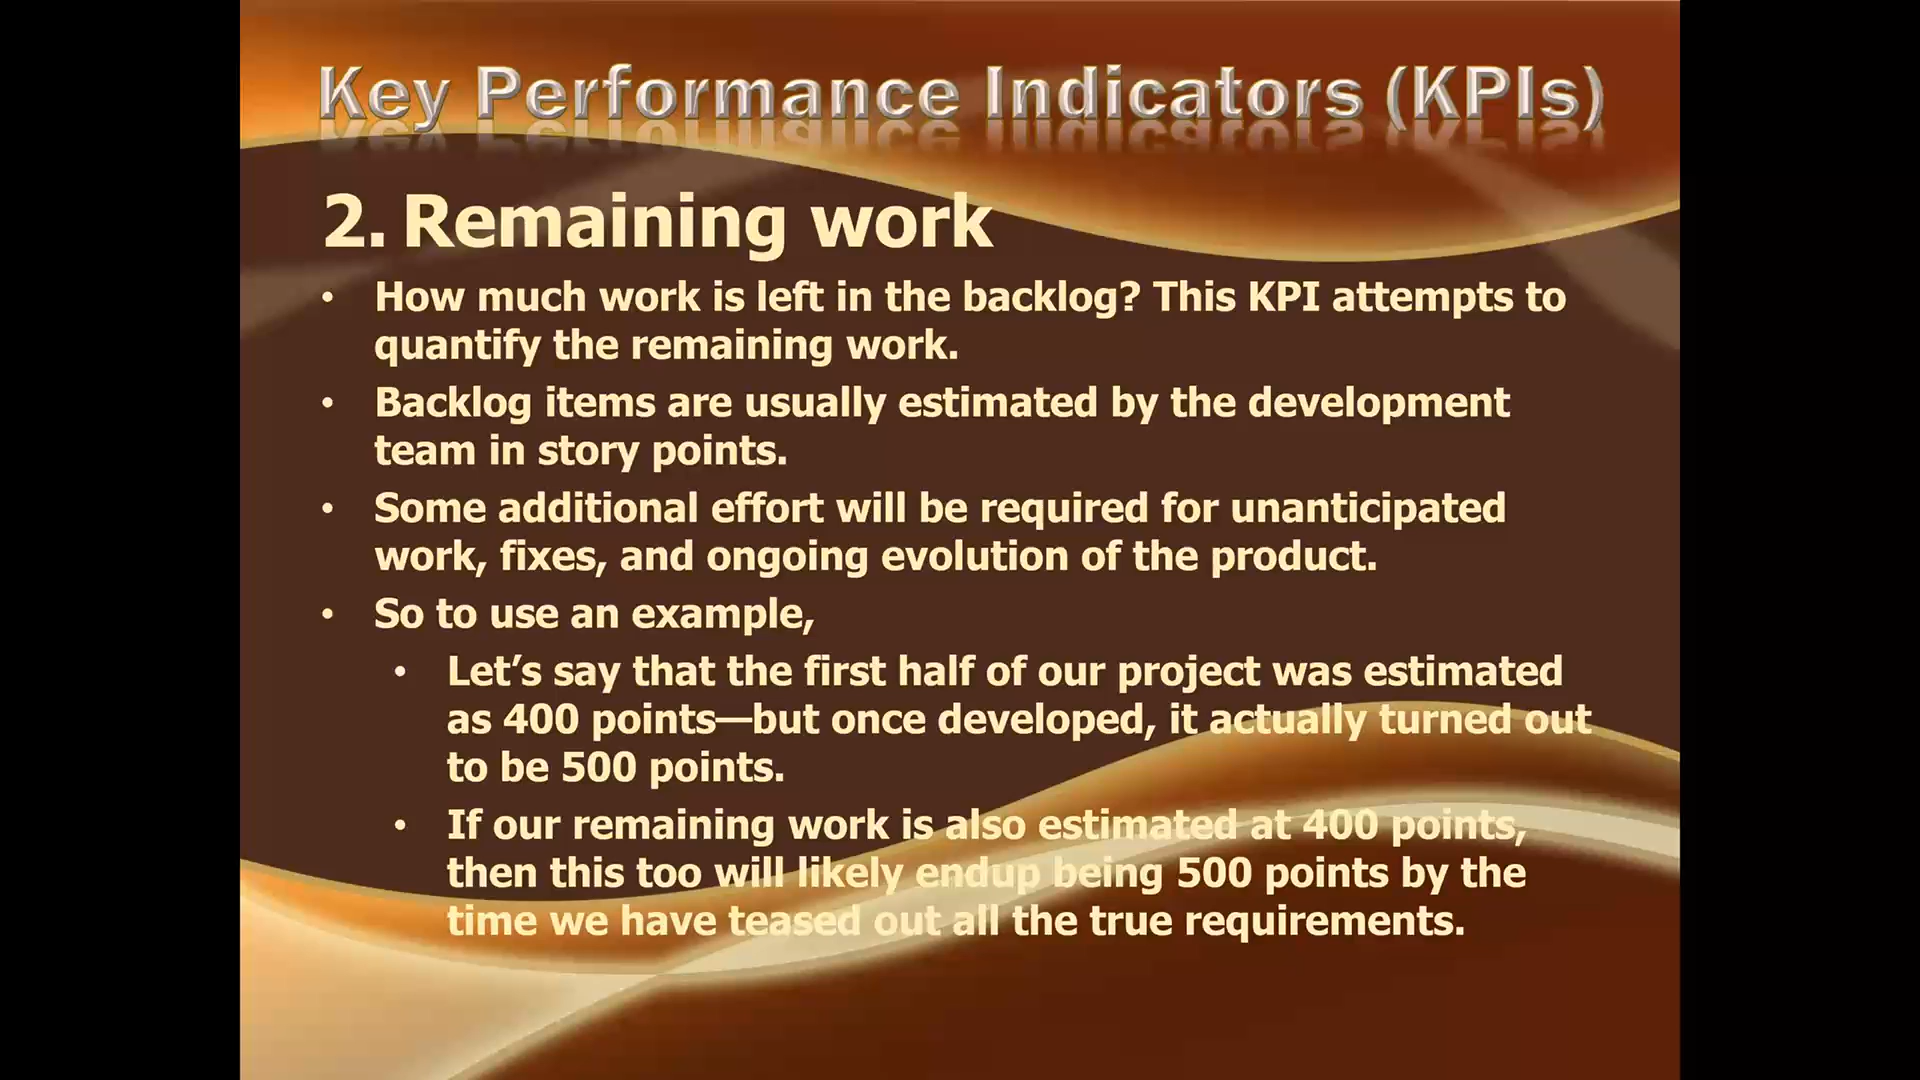 Key Performance Indicators (KPIs)
2. Remaining work
• How much work is left in the backlog? This KPI attempts to
quantify the remaining work.
• Backlog items are usually estimated by the development
team in story points.
• Some additional effort will be required for unanticipated
work, fixes, and ongoing evolution of the product.
• So to use an example,
• Let’s say that the first half of our project was estimated
as 400 points—but once developed, it actually turned out
to be 500 points.
• If our remaining work is also estimated at 400 points,
then this too will likely endup being 500 points by the
time we have teased out all the true requirements.